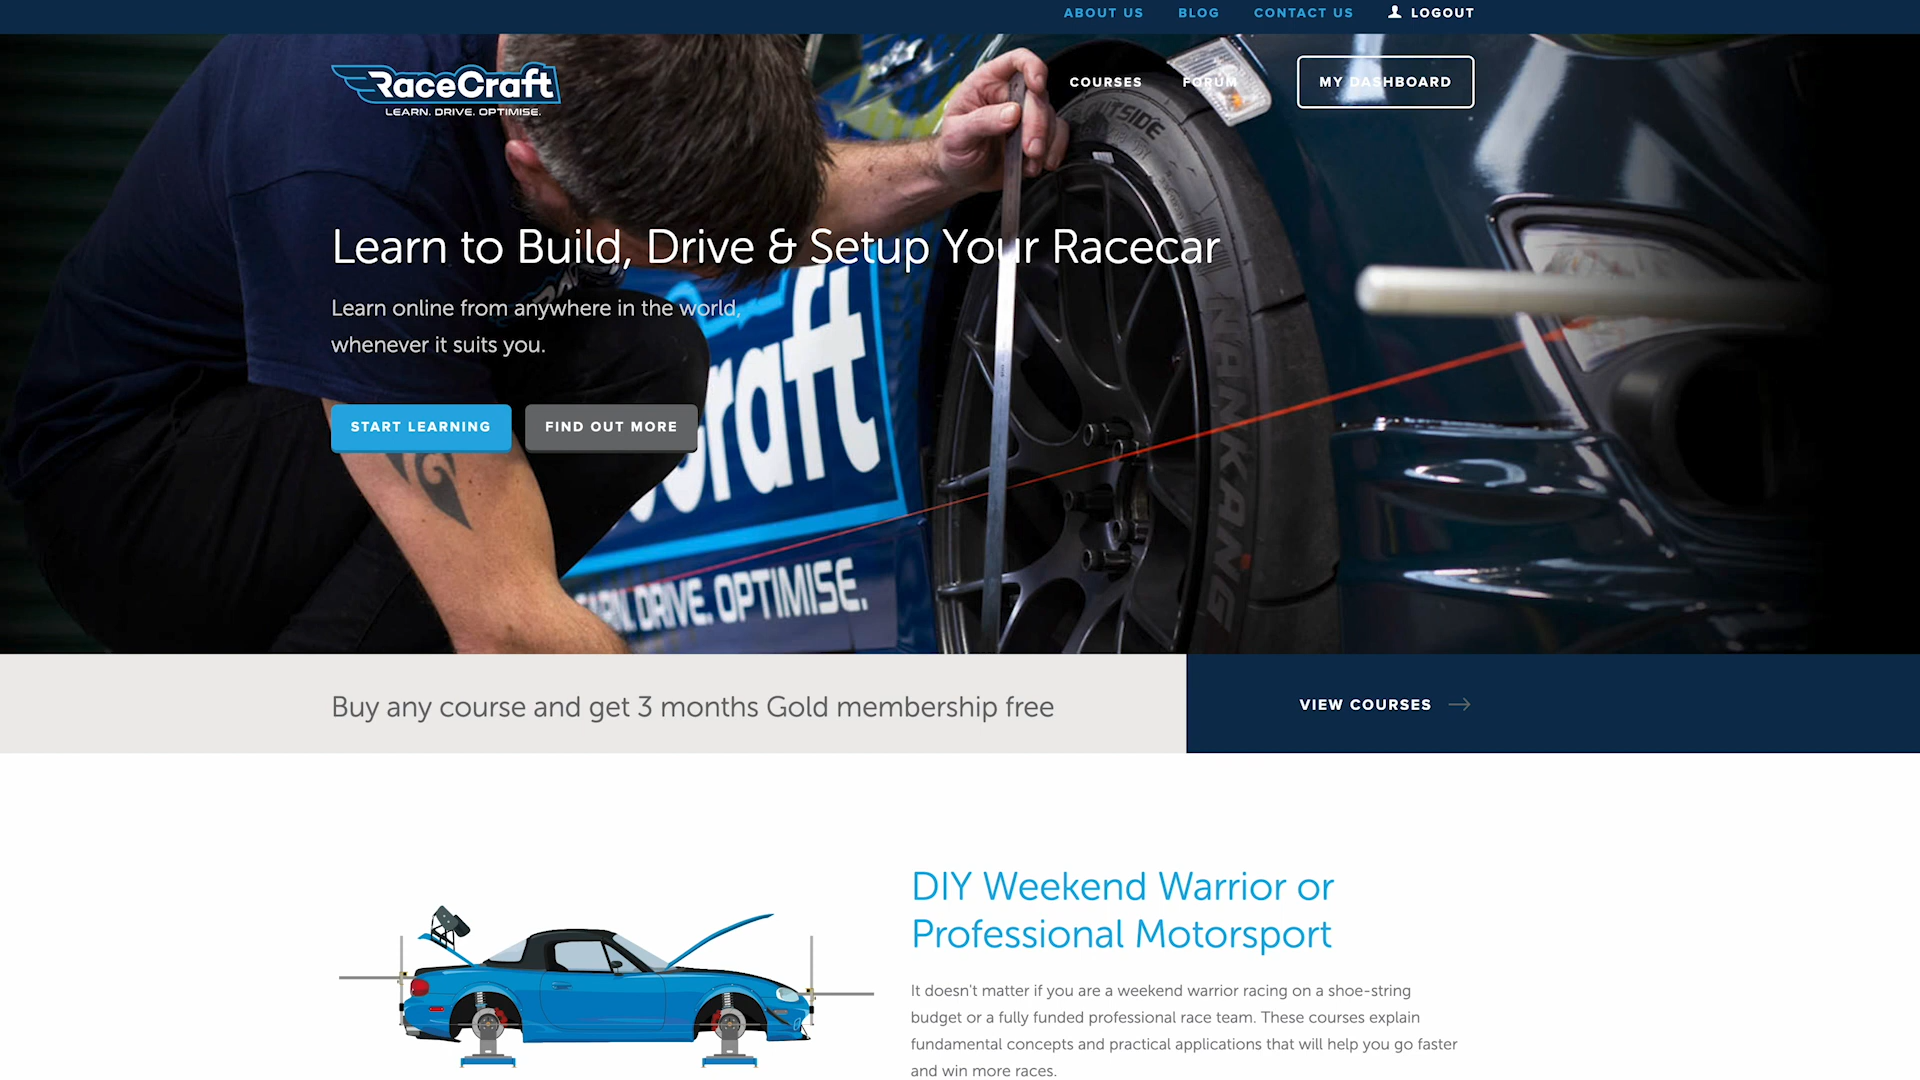 ABOUT US BLOG CONTACT US LOGOUT
RaceCraft
LEARN. DRIVE. OPTIMISE.
COURSES FORUM MY DASHBOARD
OUTSIDE
Learn to Build, Drive & Setup Your Racecar
Learn online from anywhere in the world,
whenever it suits you.
START LEARNING FIND OUT MORE
DRIVE. OPTIMISE.
NANKANG
Buy any course and get 3 months Gold membership free
VIEW COURSES
DIY Weekend Warrior or
Professional Motorsport
It doesn't matter if you are a weekend warrior racing on a shoe-string
budget or a fully funded professional race team. These courses explain
fundamental concepts and practical applications that will help you go faster
and win more races.